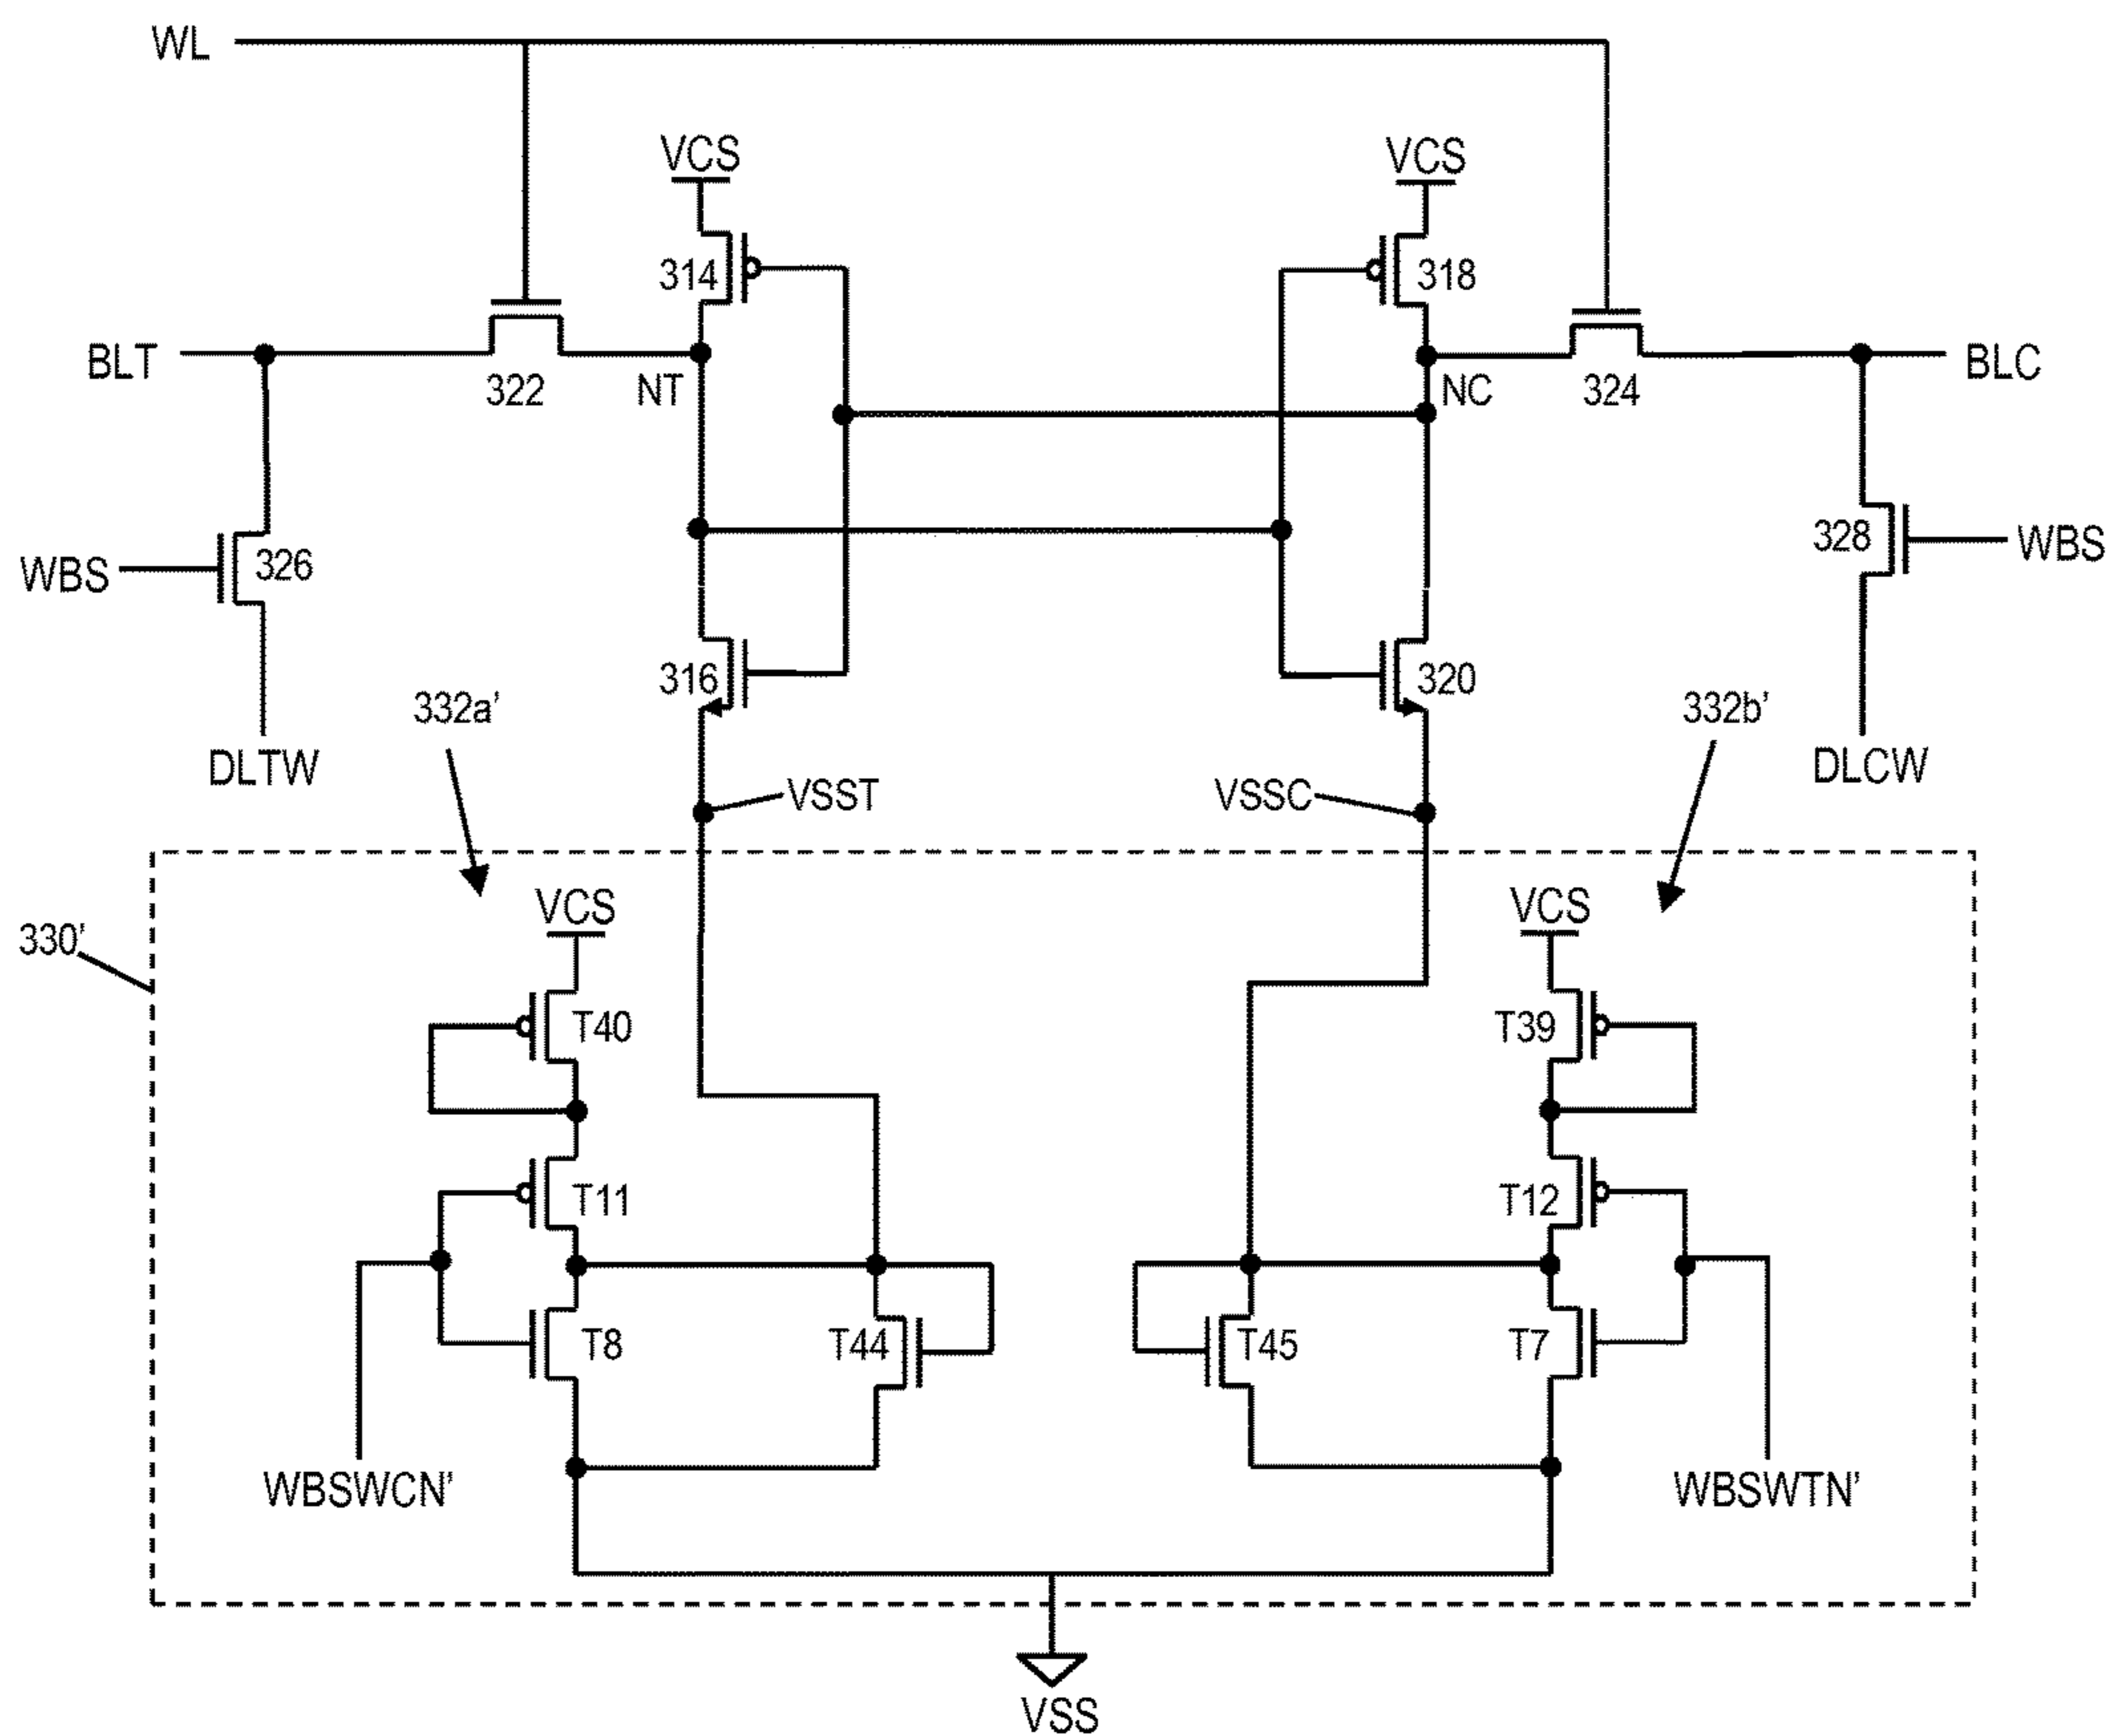 WL
VCS
VCS
314
318
BLT
322
NT
NC
324
BLC
WBS
326
328
WBS
316
320
332a'
332b'
DLTW
DLCW
VSST
VSSC
330'
VCS
VCS
T40
T39
T11
T12
T8
T44
T45
T7
WBSWCN'
WBSWTN'
VSS